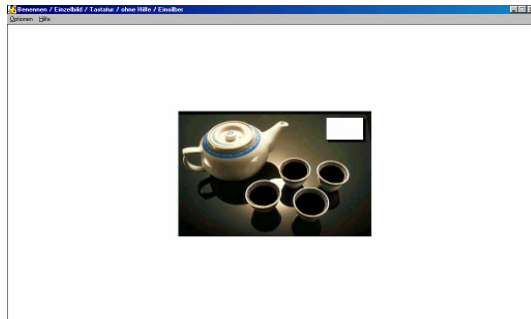 Benennen / Einzelbild / Tastatur / ohne Hilfe / Einsilber
Optionen Hilfe